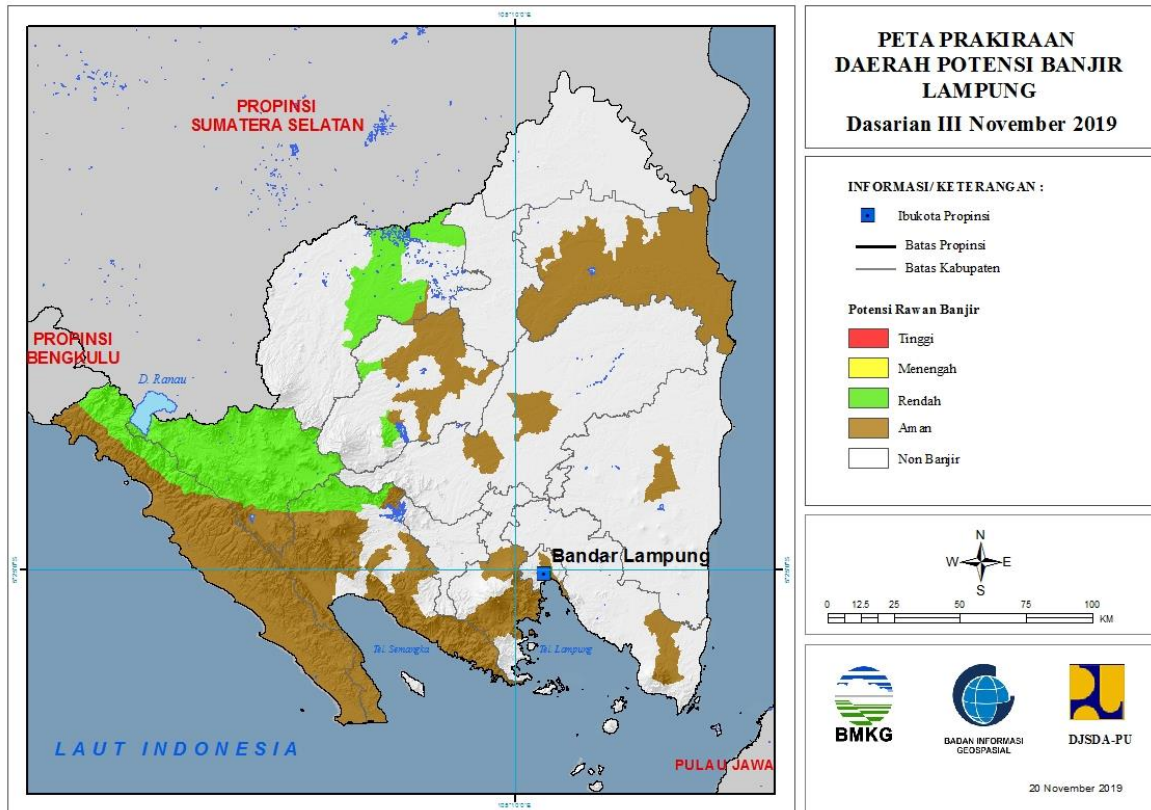 PROPINSI
SUMATERA SELATAN
PROPINSI
BENGKULU
D. Ranau
Bandar Lampung
Tel. Semangka
Tel. Lampung
LAUT INDONESIA
PULAU JAWA
PETA PRAKIRAAN
DAERAH POTENSI BANJIR
LAMPUNG
Dasarian III November 2019
INFORMASI/KETERANGAN :
Ibukota Propinsi
Batas Propinsi
Batas Kabupaten
Potensi Rawan Banjir
Tinggi
Menengah
Rendah
Aman
Non Banjir
N
W E
S
0 12.5 25 50 75 100
KM
BMKG
BADAN INFORMASI
GEOSPASIAL
DJSDA-PU
20 November 2019